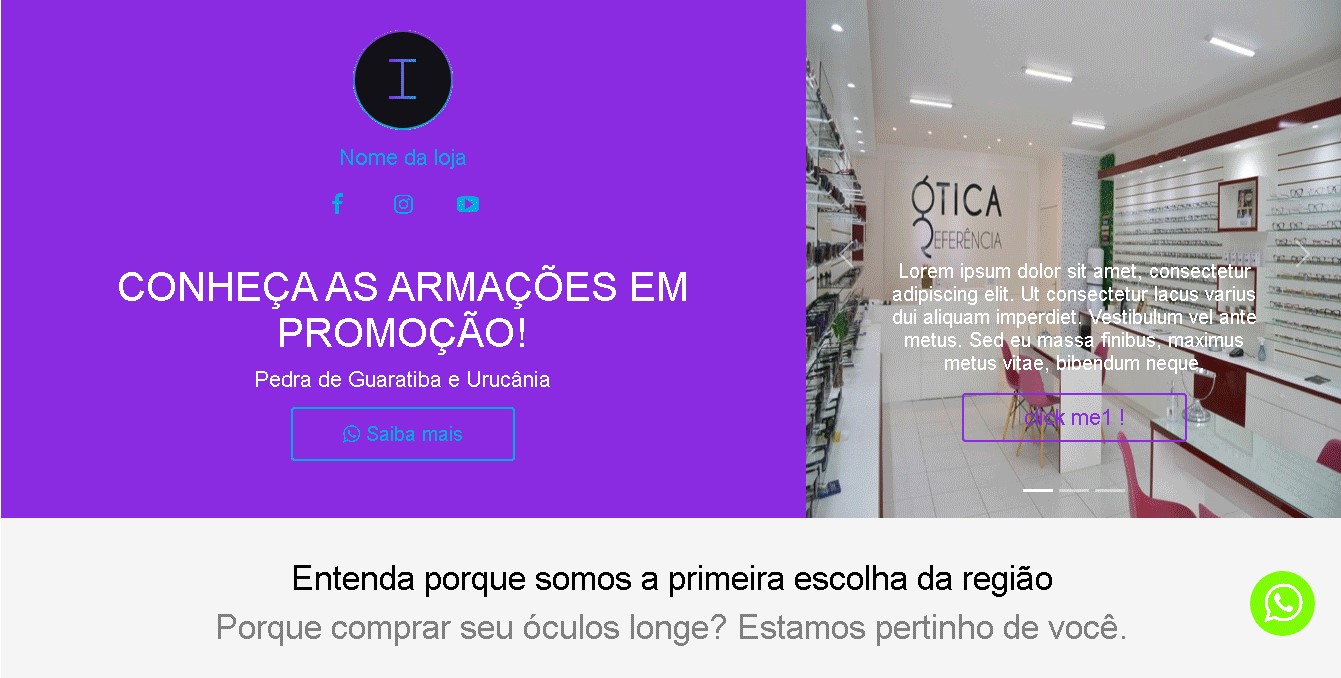 I
Nome da loja
CONHEÇA AS ARMAÇÕES EM
PROMOÇÃO!
Pedra de Guaratiba e Urucânia
Saiba mais
ÓTICA
REFERÊNCIA
Lorem ipsum dolor sit amet, consectetur
adipiscing elit. Ut consectetur lacus varius
dui aliquam imperdiet. Vestibulum vel ante
metus. Sed eu massa finibus, maximus
metus vitae, bibendum neque.
click me1 !
Entenda porque somos a primeira escolha da região
Porque comprar seu óculos longe? Estamos pertinho de você.